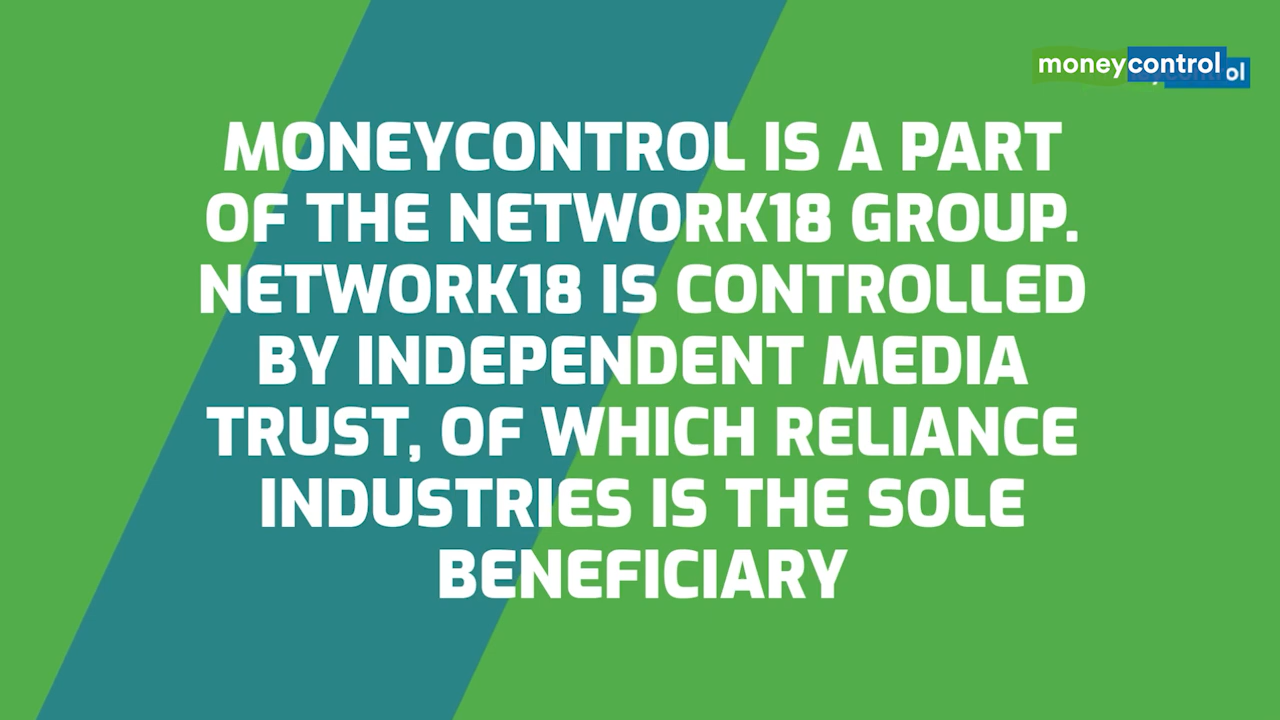 moneycontrol
ol
MONEYCONTROL IS A PART
OF THE NETWORK18 GROUP.
NETWORK18 IS CONTROLLED
BY INDEPENDENT MEDIA
TRUST, OF WHICH RELIANCE
INDUSTRIES IS THE SOLE
BENEFICIARY